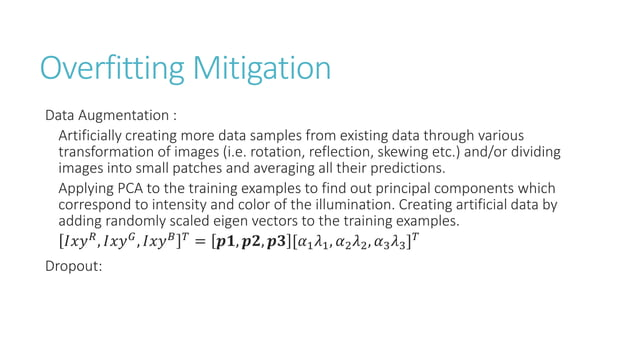 Overfitting Mitigation
Data Augmentation :
Artificially creating more data samples from existing data through various
transformation of images (i.e. rotation, reflection, skewing etc.) and/or dividing
images into small patches and averaging all their predictions.
Applying PCA to the training examples to find out principal components which
correspond to intensity and color of the illumination. Creating artificial data by
adding randomly scaled eigen vectors to the training examples.
[𝐼𝑥𝑦ᴿ, 𝐼𝑥𝑦ᴳ, 𝐼𝑥𝑦ᴮ]ᵀ = [𝒑𝟏, 𝒑𝟐, 𝒑𝟑][𝛼₁𝜆₁, 𝛼₂𝜆₂, 𝛼₃𝜆₃]ᵀ
Dropout: